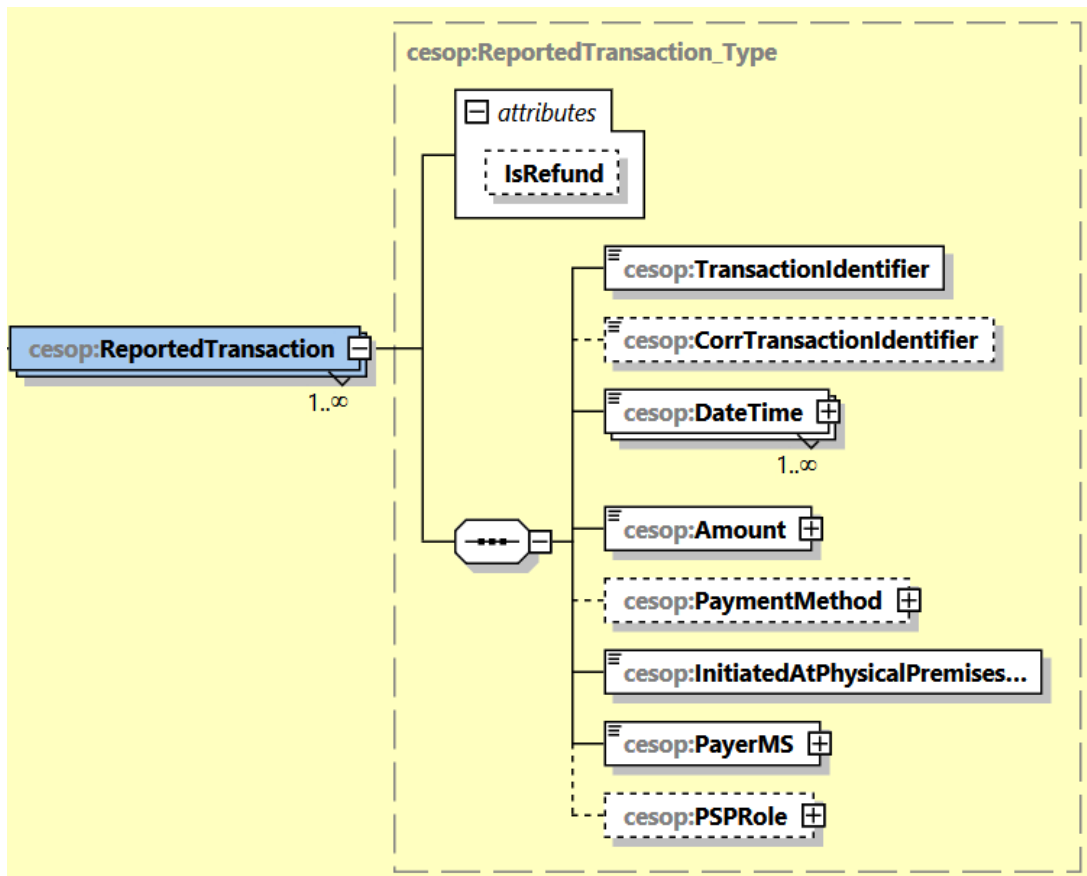 cesop:ReportedTransaction_Type
attributes
IsRefund
cesop:TransactionIdentifier
cesop:CorrTransactionIdentifier
cesop:ReportedTransaction
1..∞
cesop:DateTime
1..∞
cesop:Amount
cesop:PaymentMethod
cesop:InitiatedAtPhysicalPremises...
cesop:PayerMS
cesop:PSPRole